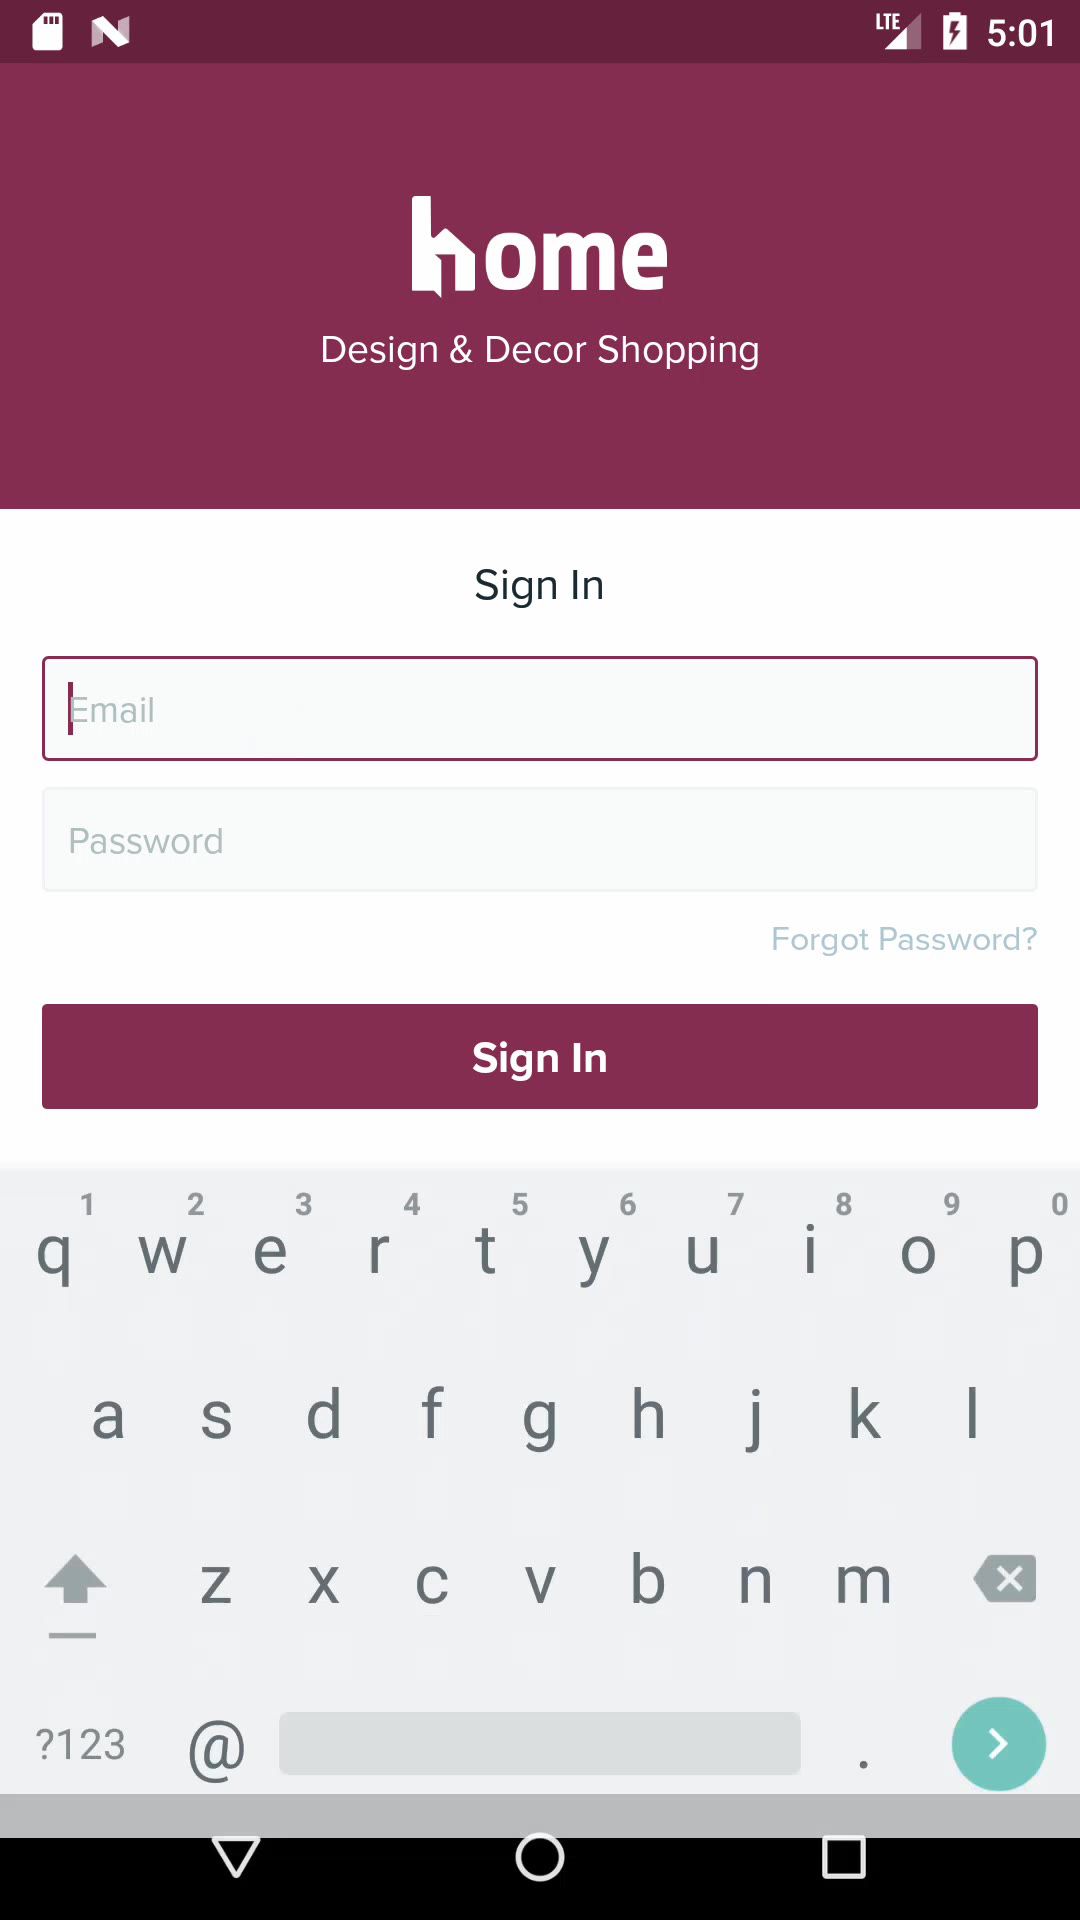 LTE 5:01
home
Design & Decor Shopping
Sign In
Email
Password
Forgot Password?
Sign In
1 2 3 4 5 6 7 8 9 0
q w e r t y u i o p
a s d f g h j k l
z x c v b n m
?123 @ .